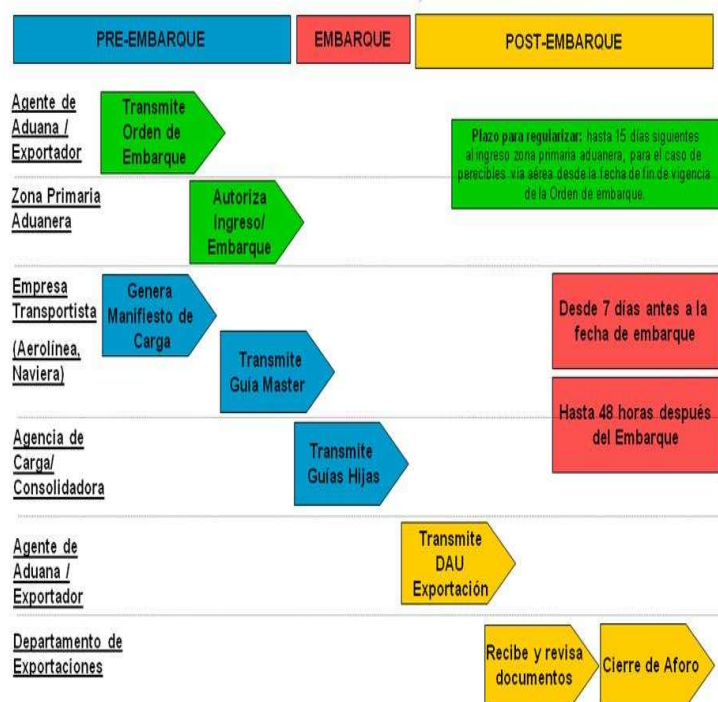 PRE-EMBARQUE
EMBARQUE
POST-EMBARQUE
Agente de
Aduana /
Exportador
Transmite
Orden de
Embarque
Plazo para regularizar: hasta 15 días siguientes
al ingreso zona primaria aduanera, para el caso de
perecibles vía aérea desde la fecha de fin de vigencia
de la Orden de embarque.
Zona Primaria
Aduanera
Autoriza
Ingreso/
Embarque
Empresa
Transportista
(Aerolínea,
Naviera)
Genera
Manifiesto de
Carga
Transmite
Guía Master
Desde 7 días antes a la
fecha de embarque
Hasta 48 horas después
del Embarque
Agencia de
Carga/
Consolidadora
Transmite
Guías Hijas
Agente de
Aduana /
Exportador
Transmite
DAU
Exportación
Departamento de
Exportaciones
Recibe y revisa
documentos
Cierre de Aforo